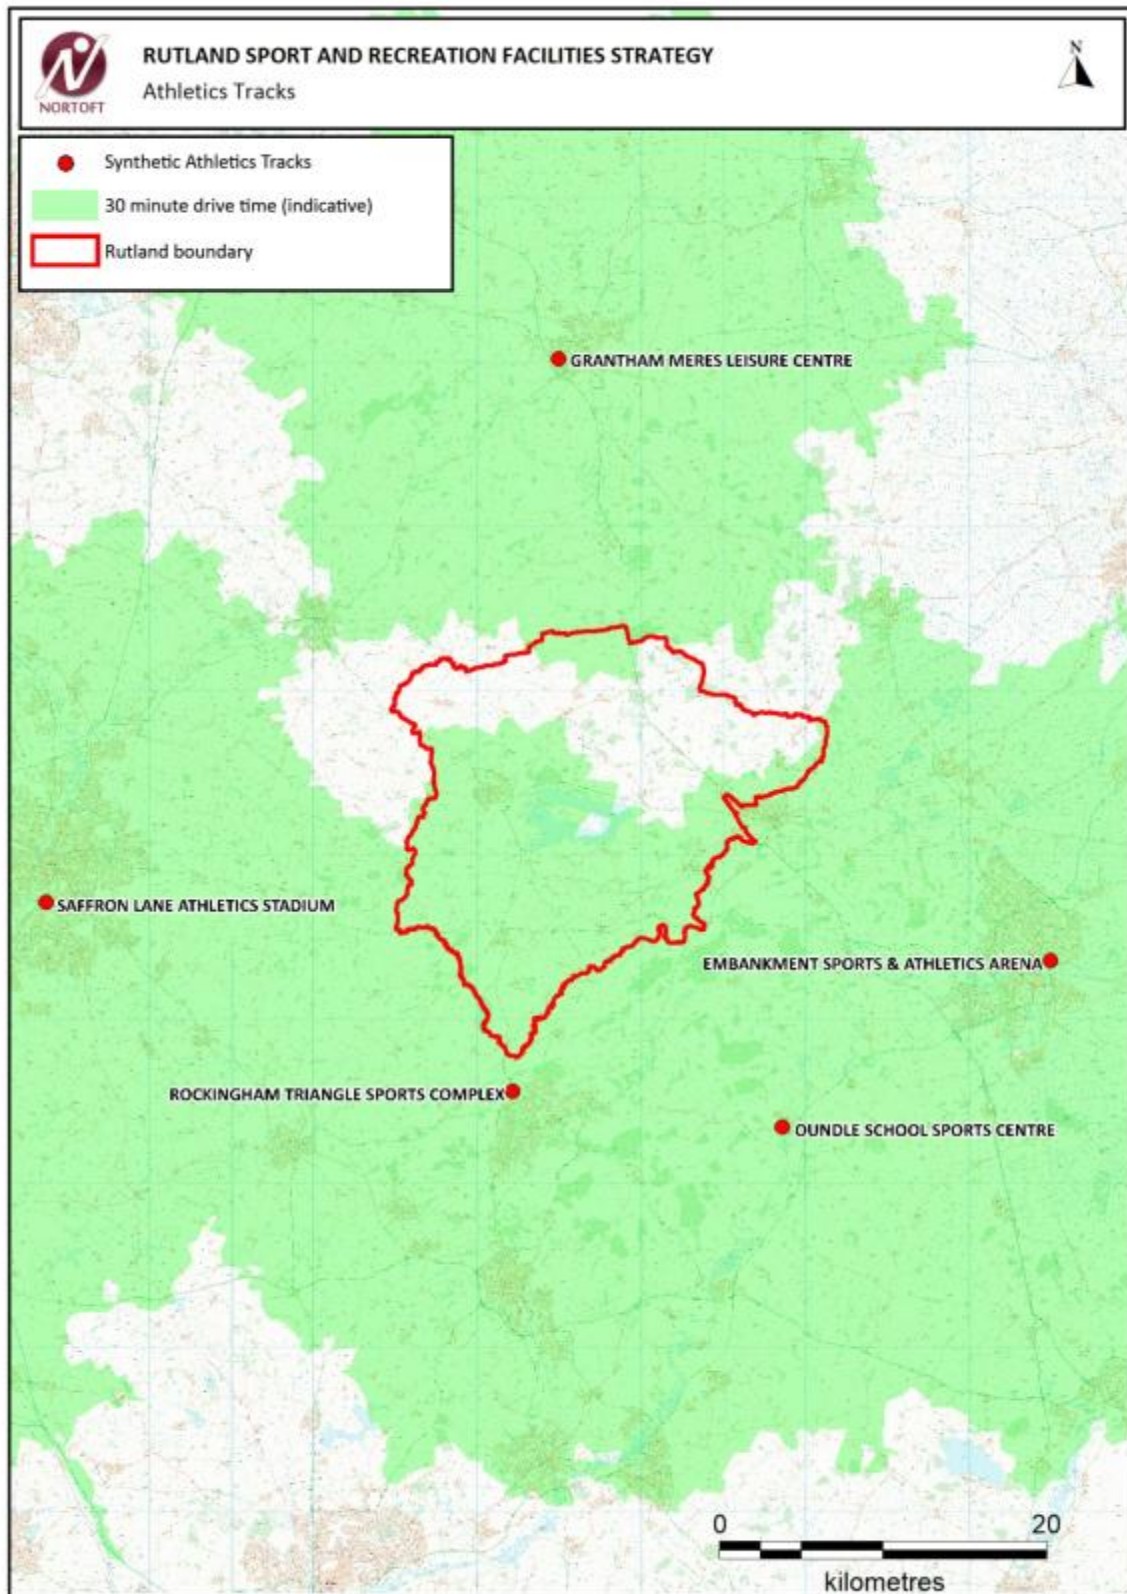 RUTLAND SPORT AND RECREATION FACILITIES STRATEGY
Athletics Tracks
N
NORTOFT
Synthetic Athletics Tracks
30 minute drive time (indicative)
Rutland boundary
GRANTHAM MERES LEISURE CENTRE
SAFFRON LANE ATHLETICS STADIUM
EMBANKMENT SPORTS & ATHLETICS ARENA
ROCKINGHAM TRIANGLE SPORTS COMPLEX
OUNDLE SCHOOL SPORTS CENTRE
0 20
kilometres